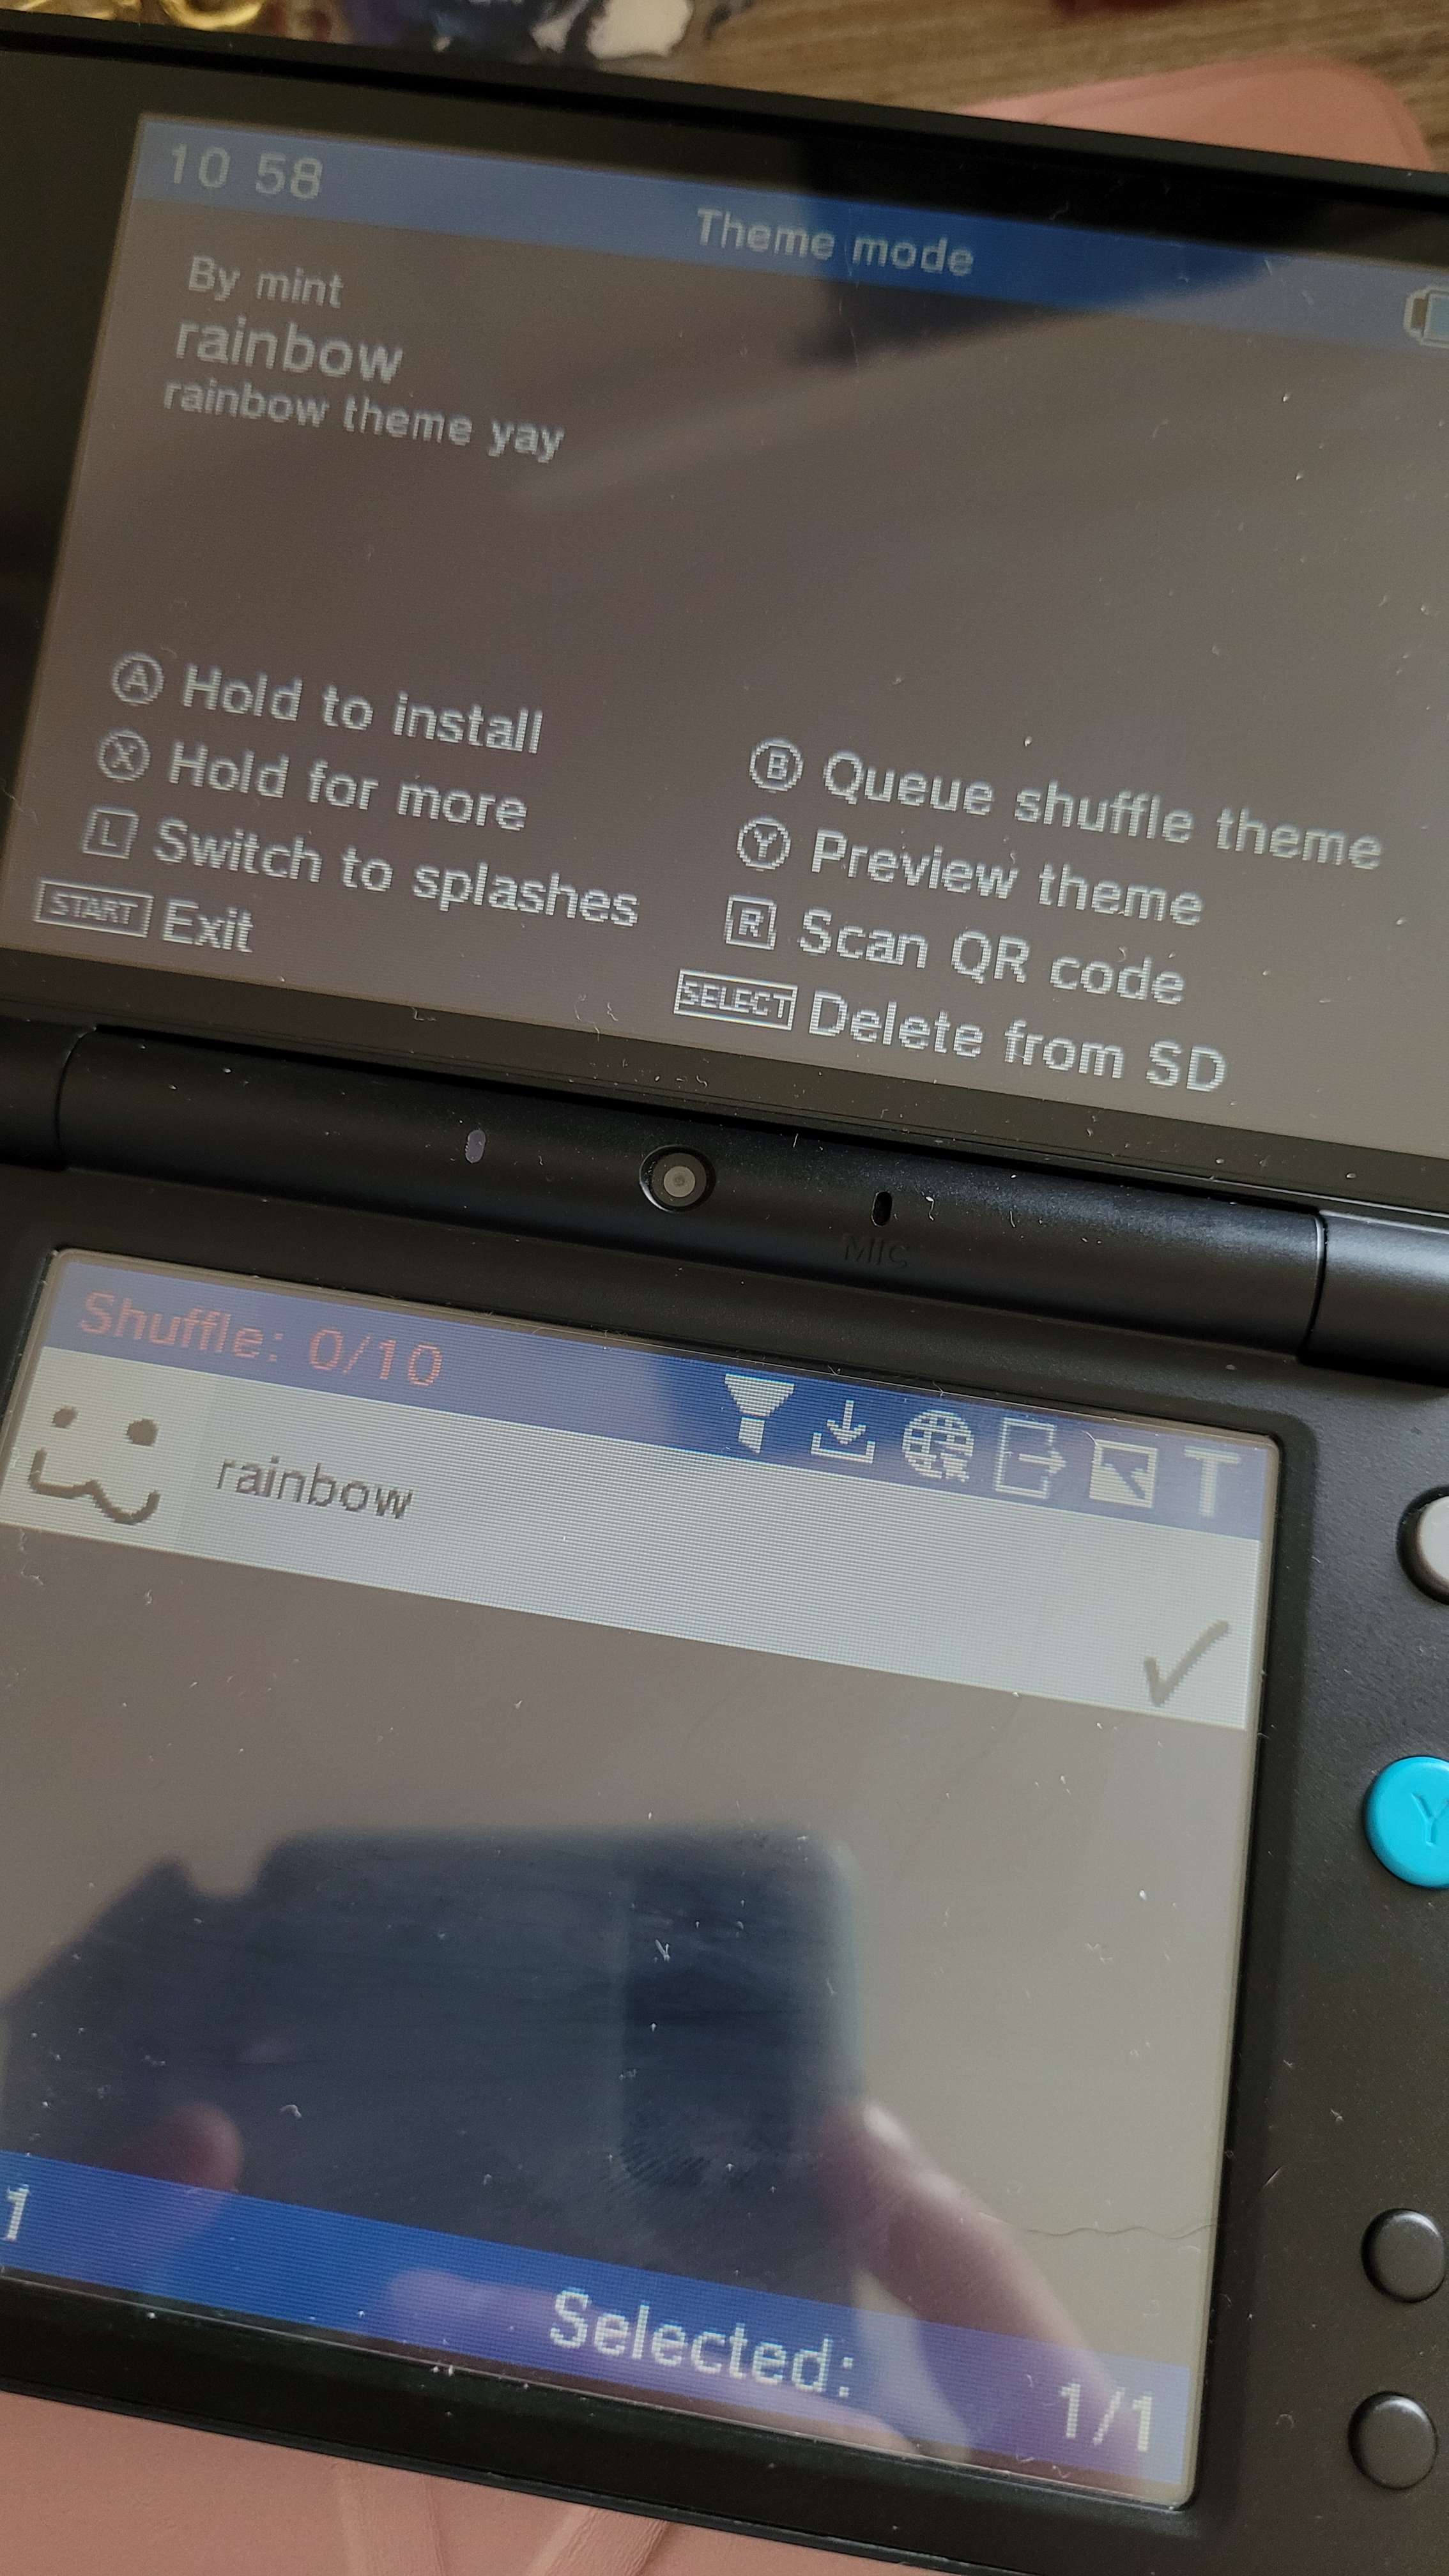 10 58
Theme mode
By mint
rainbow
rainbow theme yay
A Hold to install
B Queue shuffle theme
X Hold for more
Y Preview theme
L Switch to splashes
R Scan QR code
START Exit
SELECT Delete from SD
MIC
Shuffle: 0/10
T
rainbow
Y
1
Selected:
1/1